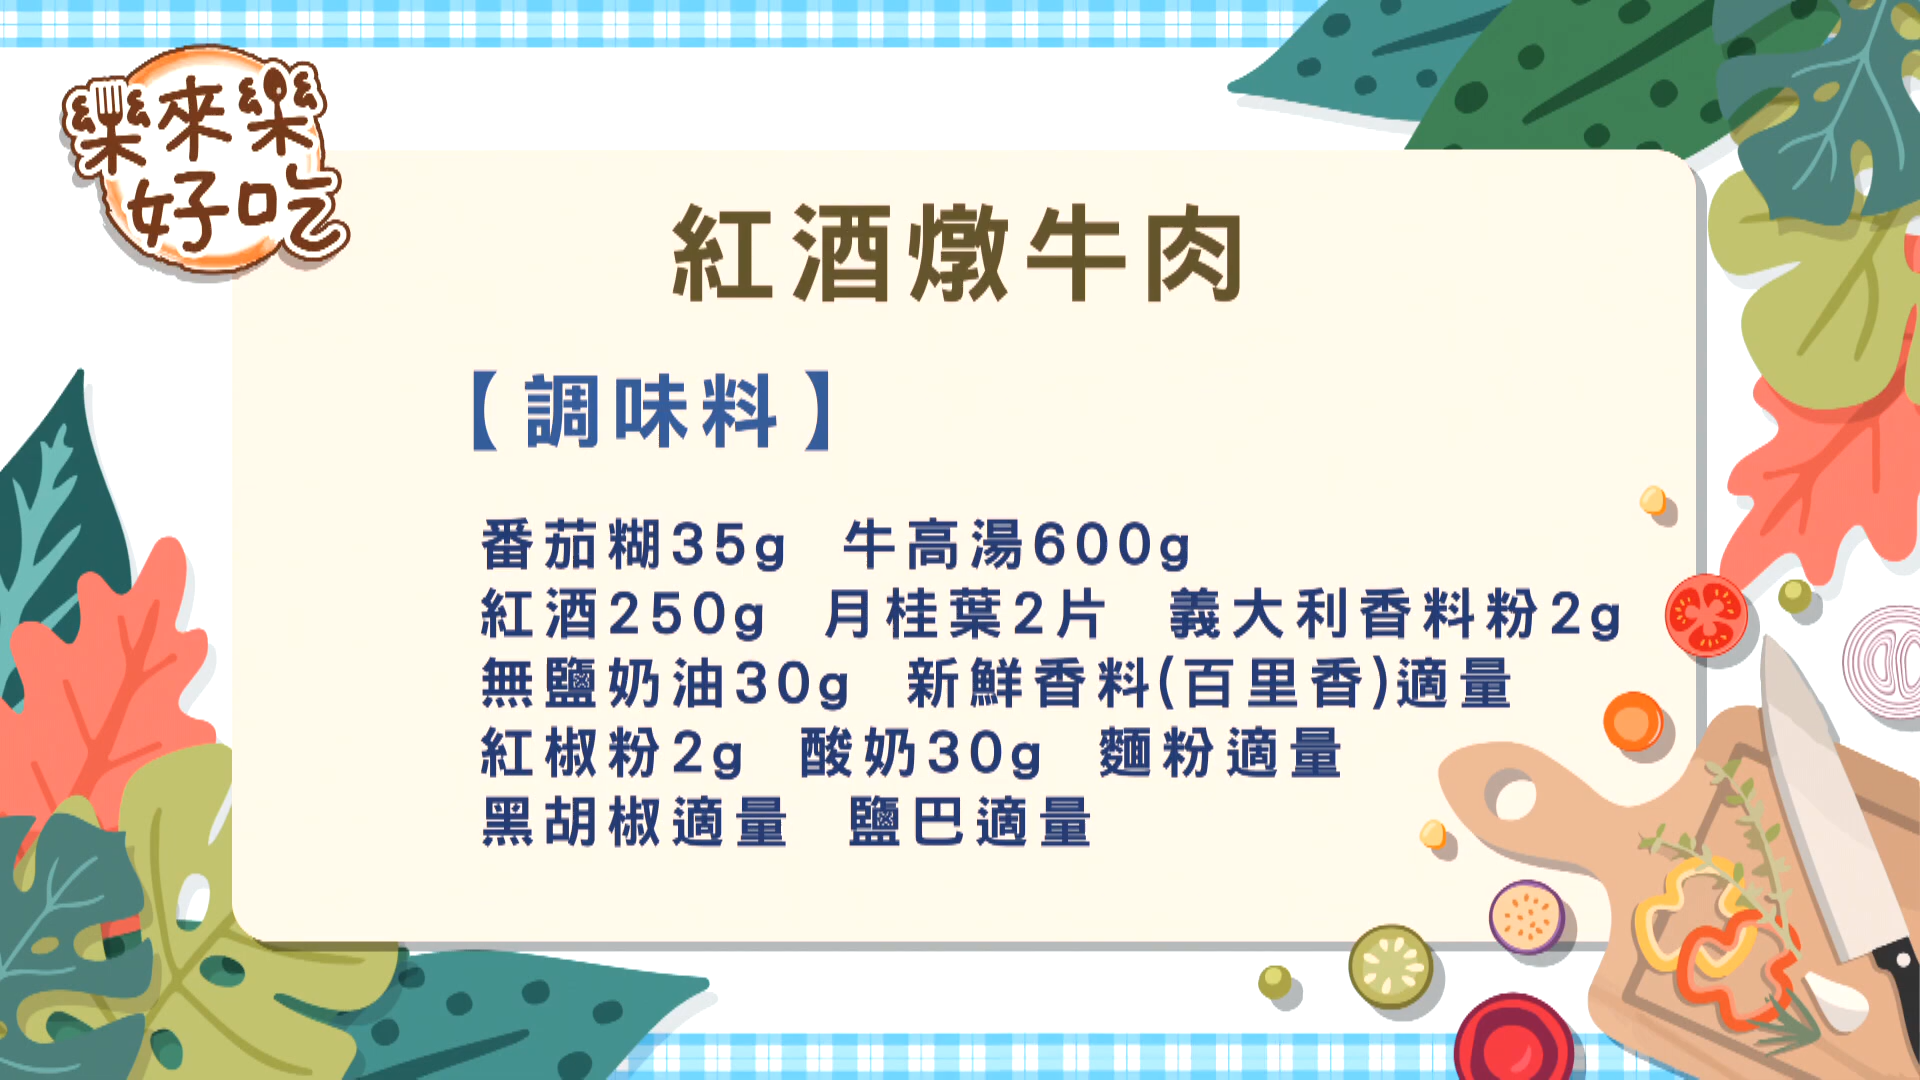 樂來樂
好吃
紅酒燉牛肉
【調味料】
番茄糊35g 牛高湯600g
紅酒250g 月桂葉2片 義大利香料粉2g
無鹽奶油30g 新鮮香料(百里香)適量
紅椒粉2g 酸奶30g 麵粉適量
黑胡椒適量 鹽巴適量